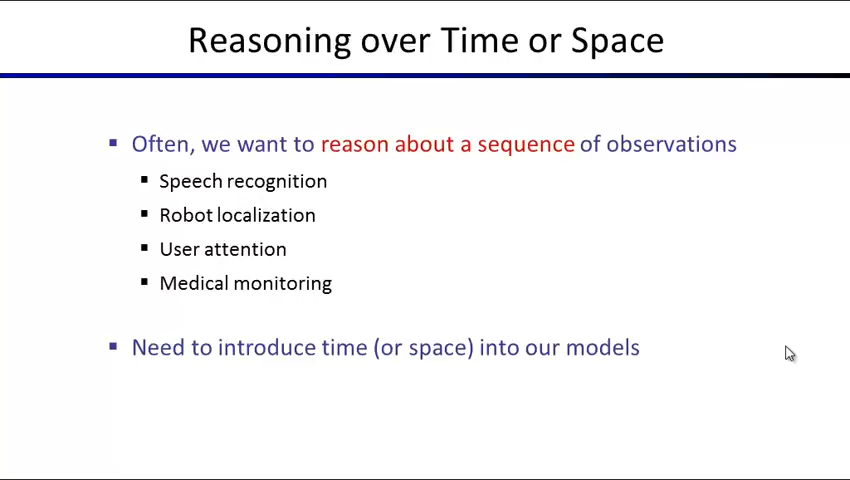 Reasoning over Time or Space
▪ Often, we want to reason about a sequence of observations
▪ Speech recognition
▪ Robot localization
▪ User attention
▪ Medical monitoring
▪ Need to introduce time (or space) into our models